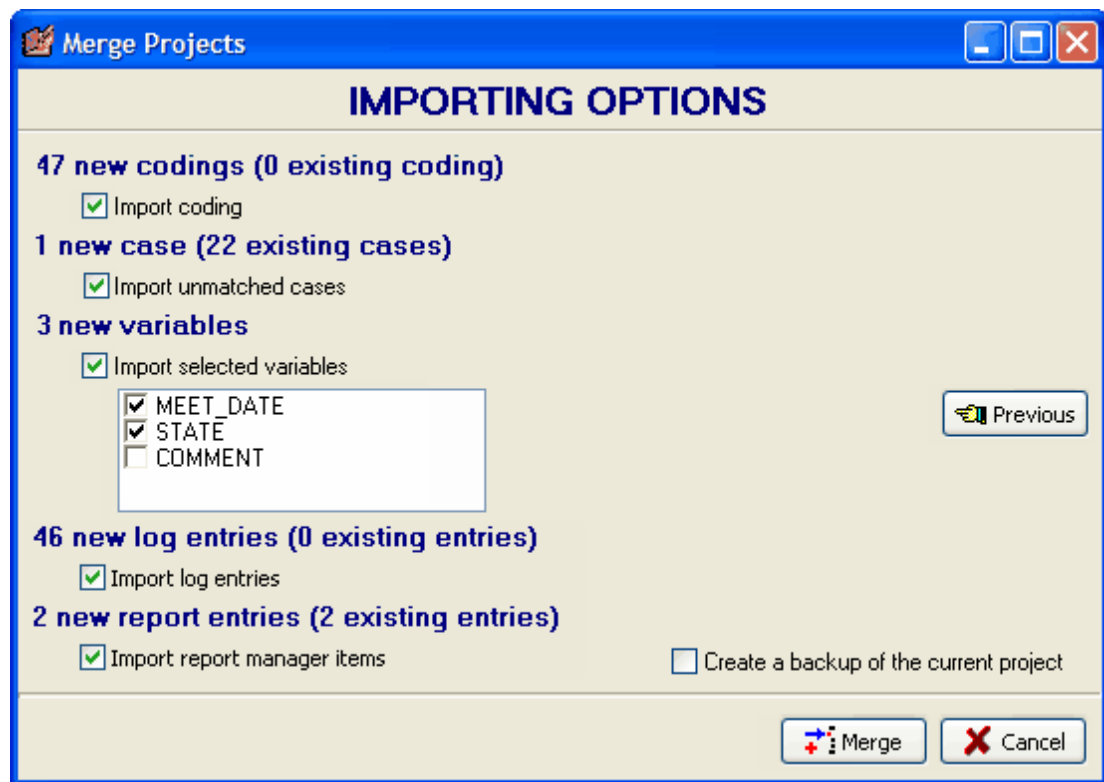 Merge Projects
IMPORTING OPTIONS
47 new codings (0 existing coding)
Import coding
1 new case (22 existing cases)
Import unmatched cases
3 new variables
Import selected variables
MEET_DATE
STATE
COMMENT
Previous
46 new log entries (0 existing entries)
Import log entries
2 new report entries (2 existing entries)
Import report manager items
Create a backup of the current project
Merge
Cancel